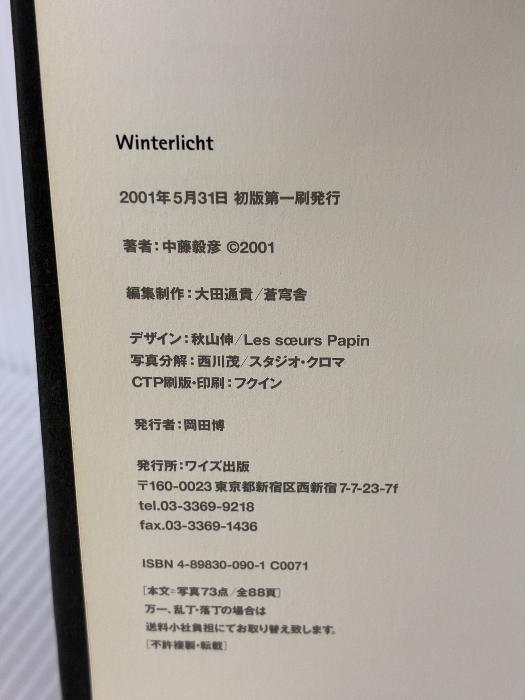 Winterlicht
2001年5月31日 初版第一刷発行
著者：中藤毅彦 ©2001
編集制作：大田通貴/蒼穹舎
デザイン：秋山伸/Les sœurs Papin
写真分解：西川茂/スタジオ・クロマ
CTP刷版・印刷：フクイン
発行者：岡田博
発行所：ワイズ出版
〒160-0023 東京都新宿区西新宿7-7-23-7f
tel.03-3369-9218
fax.03-3369-1436
ISBN 4-89830-090-1 C0071
[本文=写真73点/全88頁]
万一、乱丁・落丁の場合は
送料小社負担にてお取り替え致します。
[不許複製・転載]